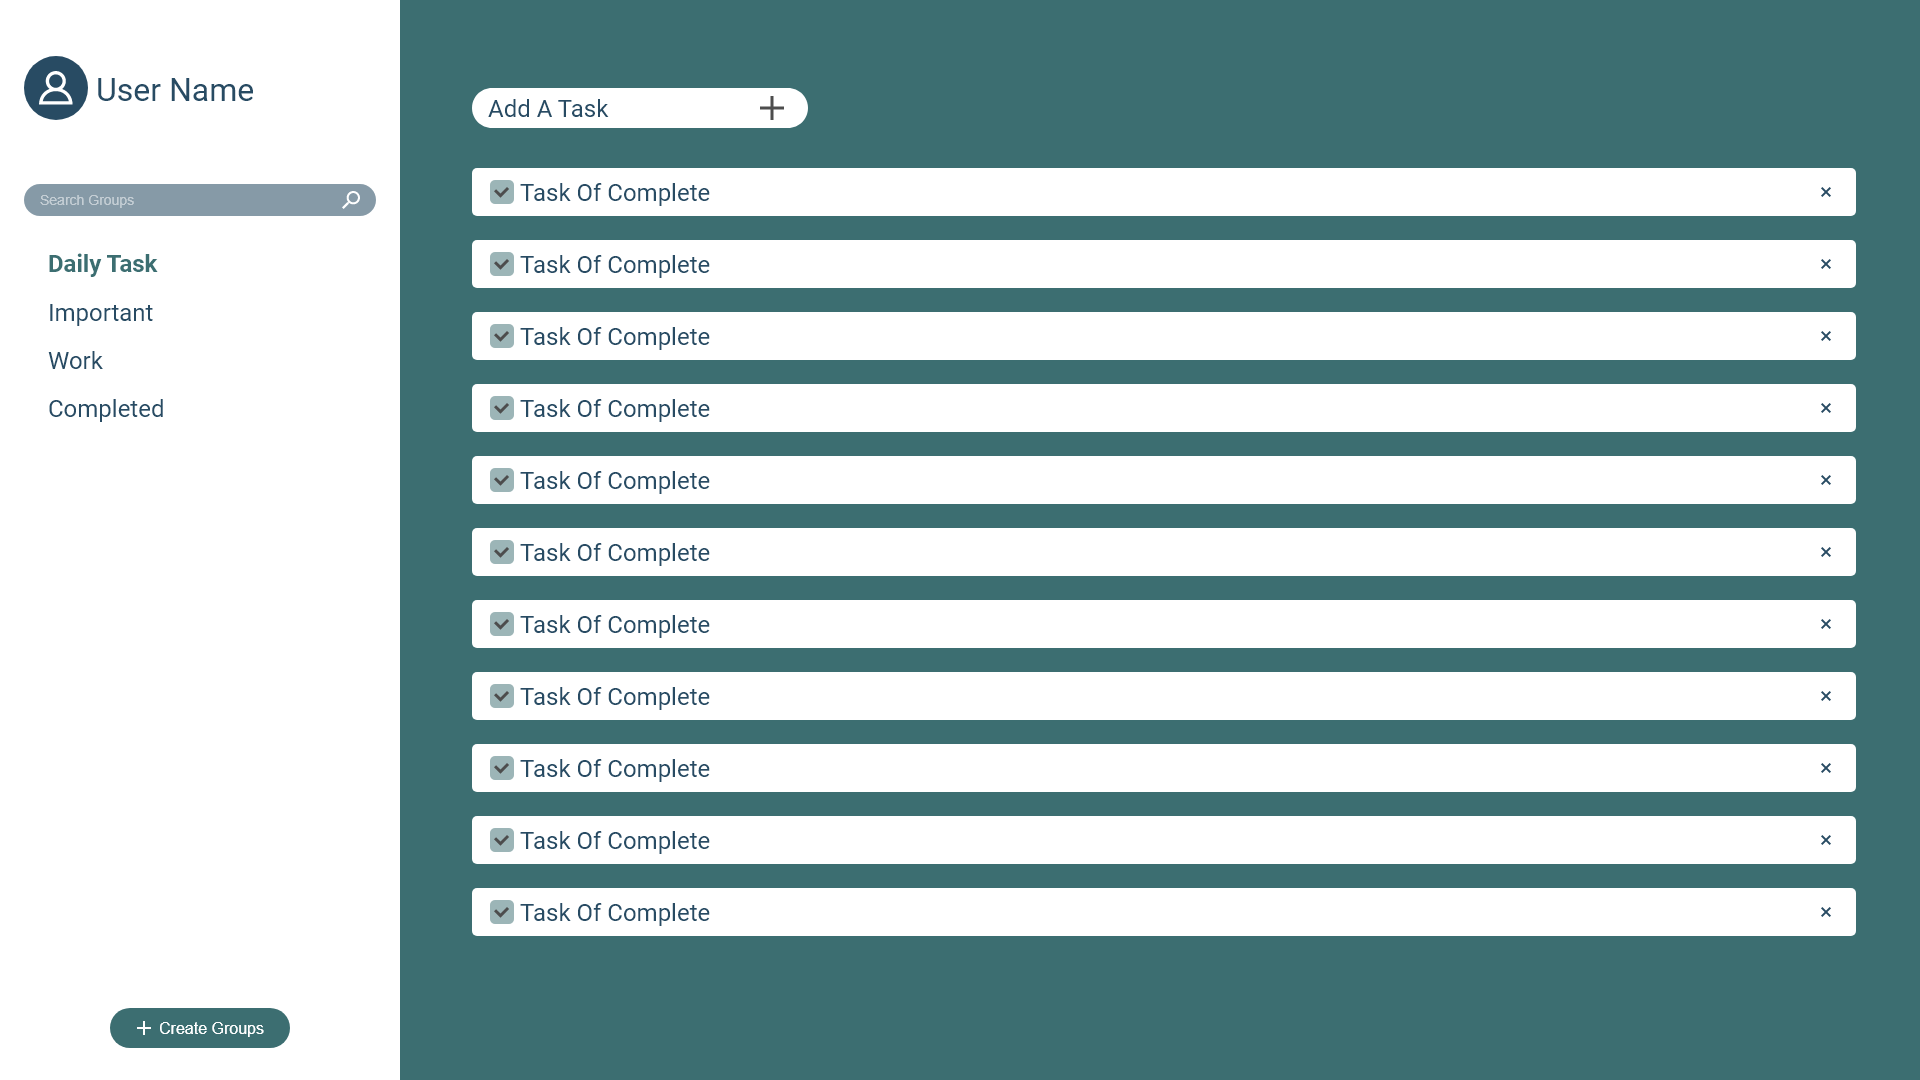 User Name
Search Groups
Daily Task
Important
Work
Completed
Create Groups
Add A Task
Task Of Complete
Task Of Complete
Task Of Complete
Task Of Complete
Task Of Complete
Task Of Complete
Task Of Complete
Task Of Complete
Task Of Complete
Task Of Complete
Task Of Complete